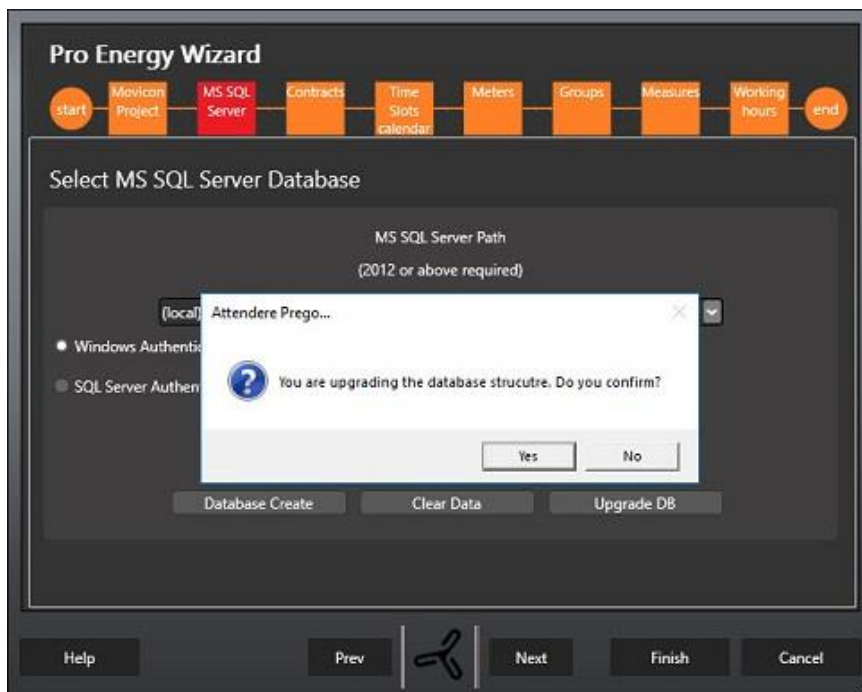 Pro Energy Wizard
start
Movicon
Project
MS SQL
Server
Contracts
Time
Slots
calendar
Meters
Groups
Measures
Working
hours
end
Select MS SQL Server Database
MS SQL Server Path
(2012 or above required)
(local)
Attendere Prego...
Windows Authentic
SQL Server Authen
You are upgrading the database strucutre. Do you confirm?
Yes
No
Database Create
Clear Data
Upgrade DB
Help
Prev
Next
Finish
Cancel